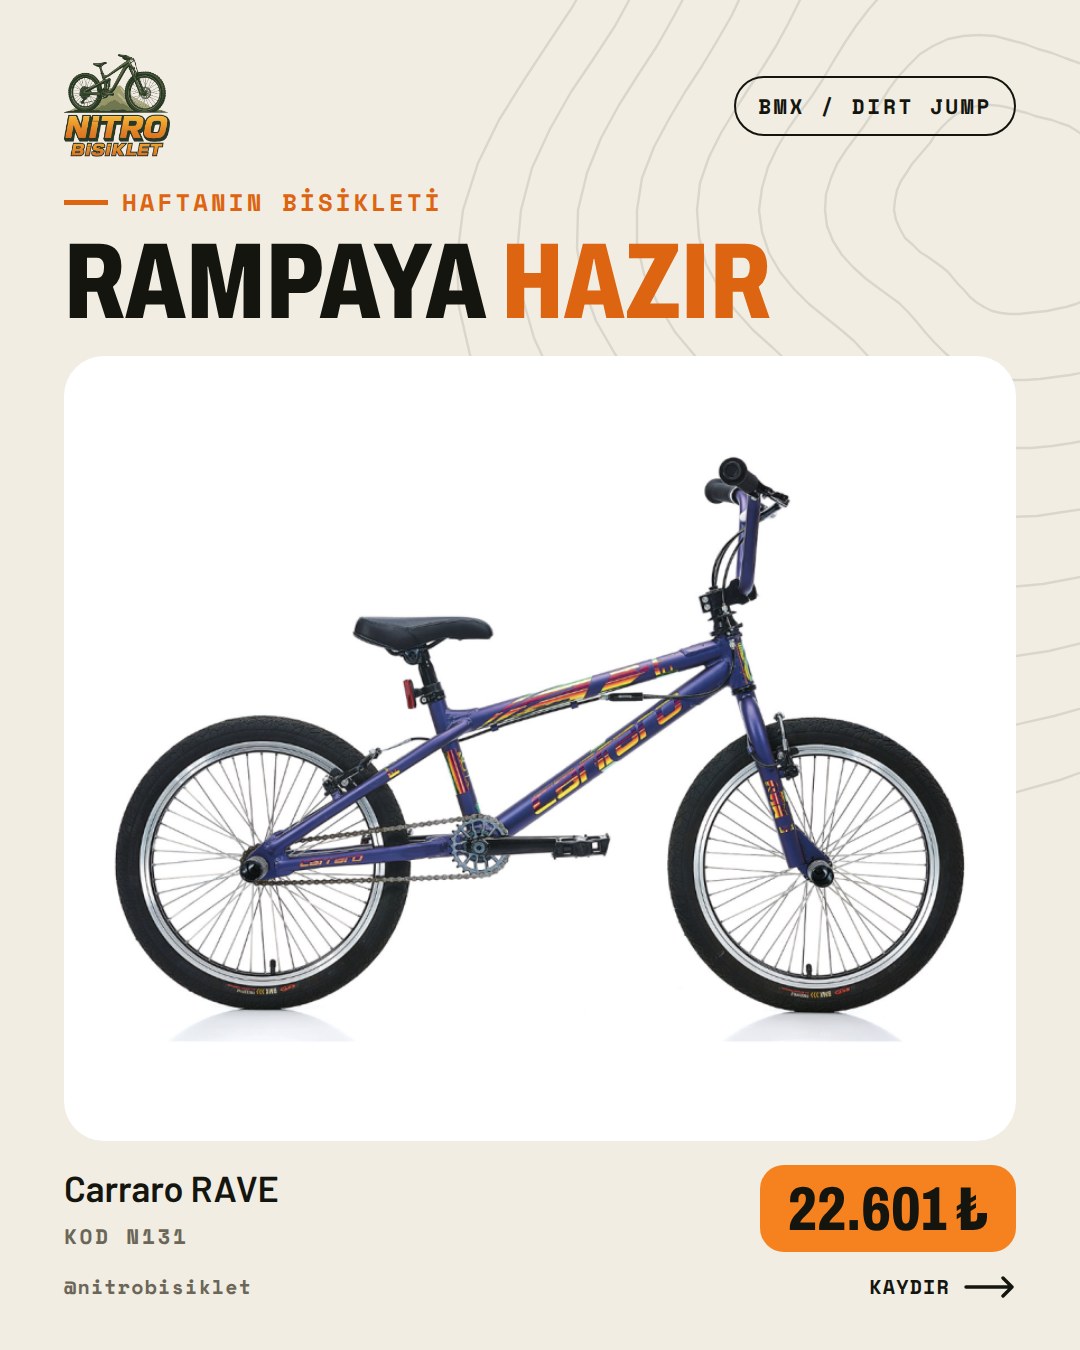 NiTRO
BISIKLET
BMX / DIRT JUMP
HAFTANIN BİSİKLETİ
RAMPAYA HAZIR
carraro
carraro
Carraro RAVE
KOD N131
22.601 ₺
@nitrobisiklet
KAYDIR